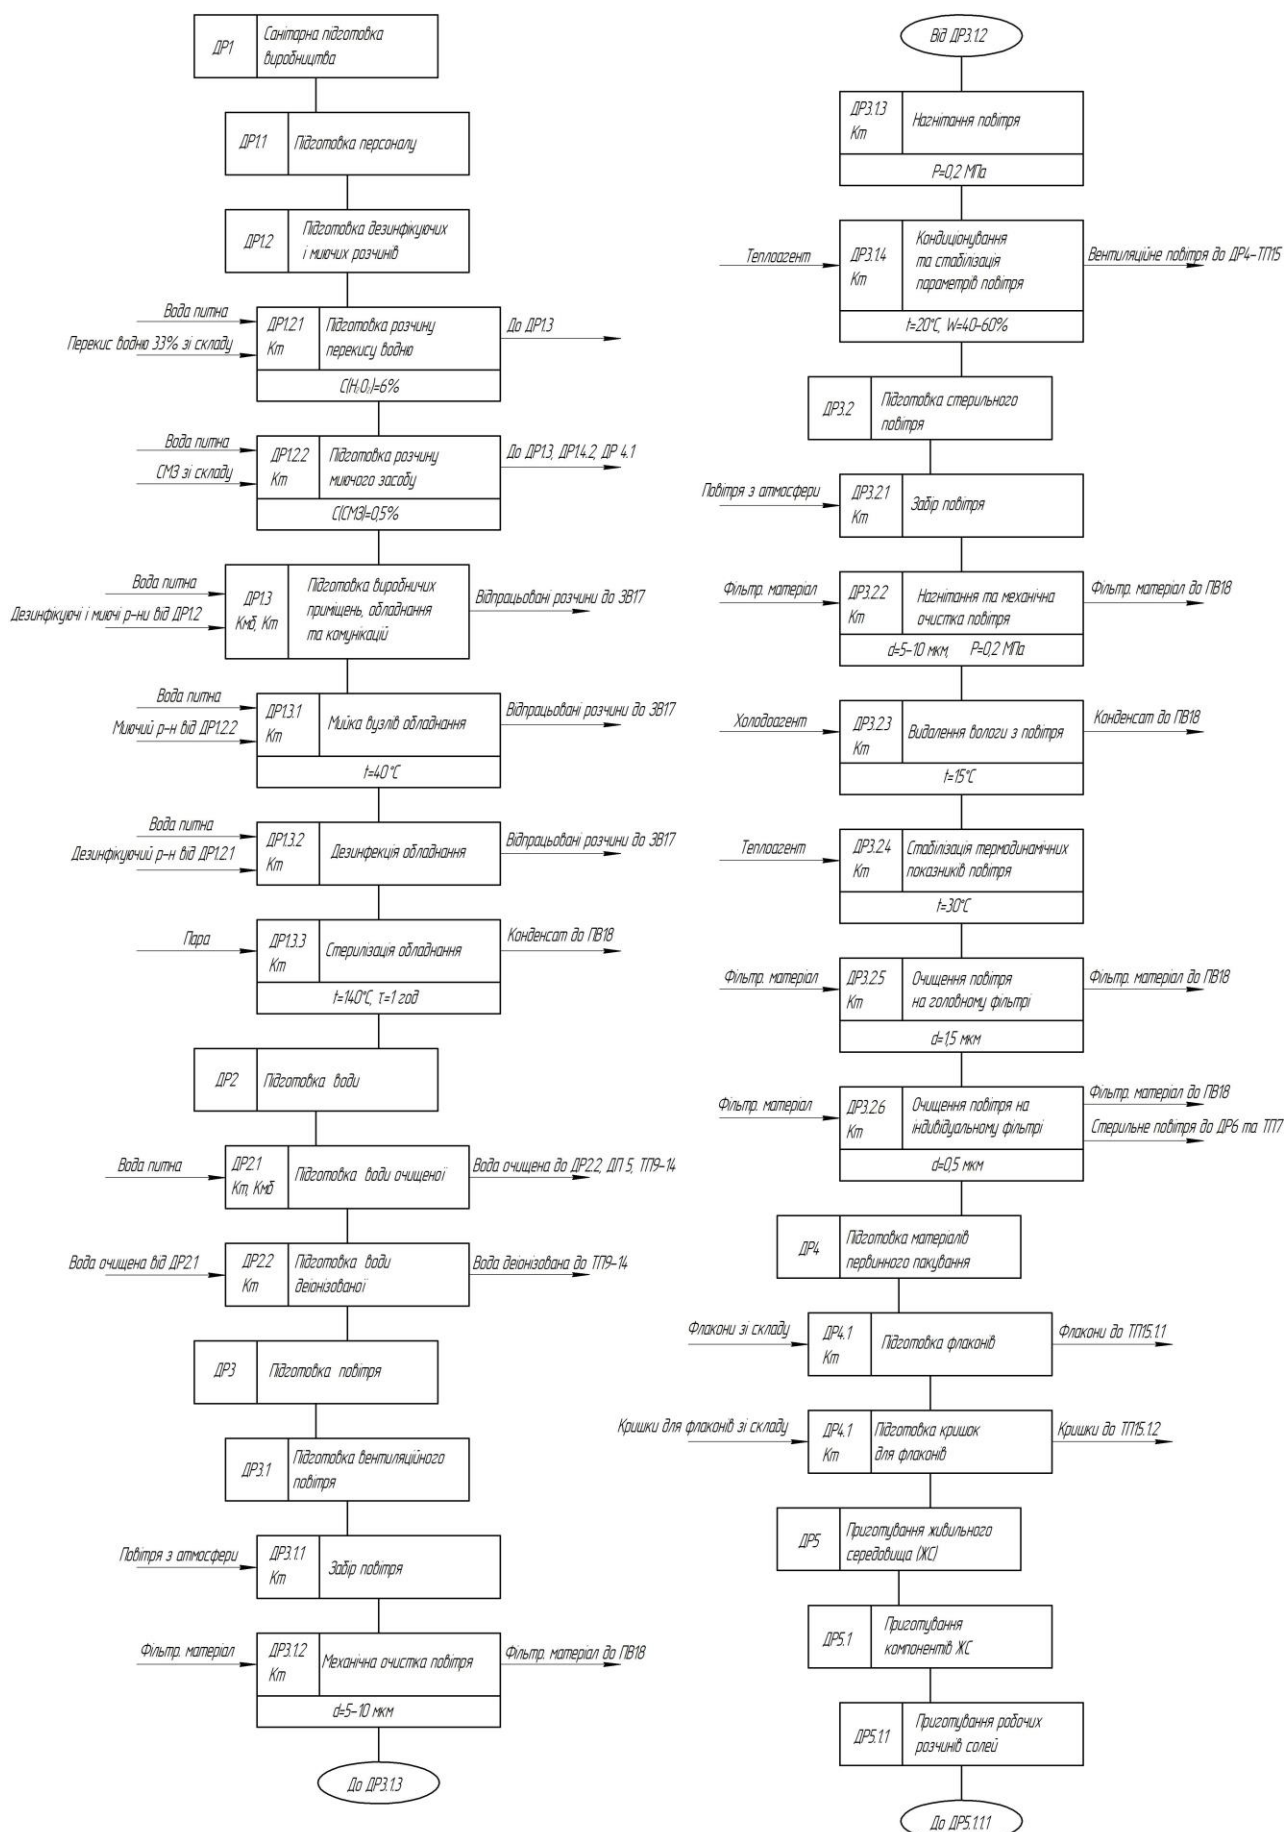 ДР1
Санітарна підготовка
виробництва
ДР1.1
Підготовка персоналу
ДР1.2
Підготовка дезинфікуючих
і миючих розчинів
Вода питна
Перекис водню 33% зі складу
ДР1.2.1
Кт
Підготовка розчину
перекису водню
До ДР1.3
C(H₂O₂)=6%
Вода питна
СМЗ зі складу
ДР1.2.2
Кт
Підготовка розчину
миючого засобу
До ДР1.3, ДР1.4.2, ДР 4.1
С(СМЗ)=0,5%
Вода питна
Дезинфікуючі і миючі р-ни від ДР1.2
ДР1.3
Кмб, Кт
Підготовка виробничих
приміщень, обладнання
та комунікацій
Відпрацьовані розчини до ЗВ17
Вода питна
Миючий р-н від ДР1.2.2
ДР1.3.1
Кт
Мийка вузлів обладнання
Відпрацьовані розчини до ЗВ17
t=40°C
Вода питна
Дезинфікуючий р-н від ДР1.2.1
ДР1.3.2
Кт
Дезинфекція обладнання
Відпрацьовані розчини до ЗВ17
Пара
ДР1.3.3
Кт
Стерилізація обладнання
Конденсат до ПВ18
t=140°C, τ=1 год
ДР2
Підготовка води
Вода питна
ДР2.1
Кт, Кмб
Підготовка води очищеної
Вода очищена до ДР2.2, ДП 5, ТП9-14
Вода очищена від ДР2.1
ДР2.2
Кт
Підготовка води
деіонізованої
Вода деіонізована до ТП9-14
ДР3
Підготовка повітря
ДР3.1
Підготовка вентиляційного
повітря
Повітря з атмосфери
ДР3.1.1
Кт
Забір повітря
Фільтр. матеріал
ДР3.1.2
Кт
Механічна очистка повітря
Фільтр. матеріал до ПВ18
d=5-10 мкм
До ДР3.1.3
Від ДР3.1.2
ДР3.1.3
Кт
Нагнітання повітря
P=0,2 МПа
Теплоагент
ДР3.1.4
Кт
Кондиціонування
та стабілізація
параметрів повітря
Вентиляційне повітря до ДР4-ТП15
t=20°C, W=40-60%
ДР3.2
Підготовка стерильного
повітря
Повітря з атмосфери
ДР3.2.1
Кт
Забір повітря
Фільтр. матеріал
ДР3.2.2
Кт
Нагнітання та механічна
очистка повітря
Фільтр. матеріал до ПВ18
d=5-10 мкм, P=0,2 МПа
Холодоагент
ДР3.2.3
Кт
Видалення вологи з повітря
Конденсат до ПВ18
t=15°C
Теплоагент
ДР3.2.4
Кт
Стабілізація термодинамічних
показників повітря
t=30°C
Фільтр. матеріал
ДР3.2.5
Кт
Очищення повітря
на головному фільтрі
Фільтр. матеріал до ПВ18
d=1,5 мкм
Фільтр. матеріал
ДР3.2.6
Кт
Очищення повітря на
індивідуальному фільтрі
Фільтр. матеріал до ПВ18
Стерильне повітря до ДР6 та ТП7
d=0,5 мкм
ДР4
Підготовка матеріалів
первинного пакування
Флакони зі складу
ДР4.1
Кт
Підготовка флаконів
Флакони до ТП15.1.1
Кришки для флаконів зі складу
ДР4.1
Кт
Підготовка кришок
для флаконів
Кришки до ТП15.1.2
ДР5
Приготування живильного
середовища (ЖС)
ДР5.1
Приготування
компонентів ЖС
ДР5.1.1
Приготування робочих
розчинів солей
До ДР5.1.1.1